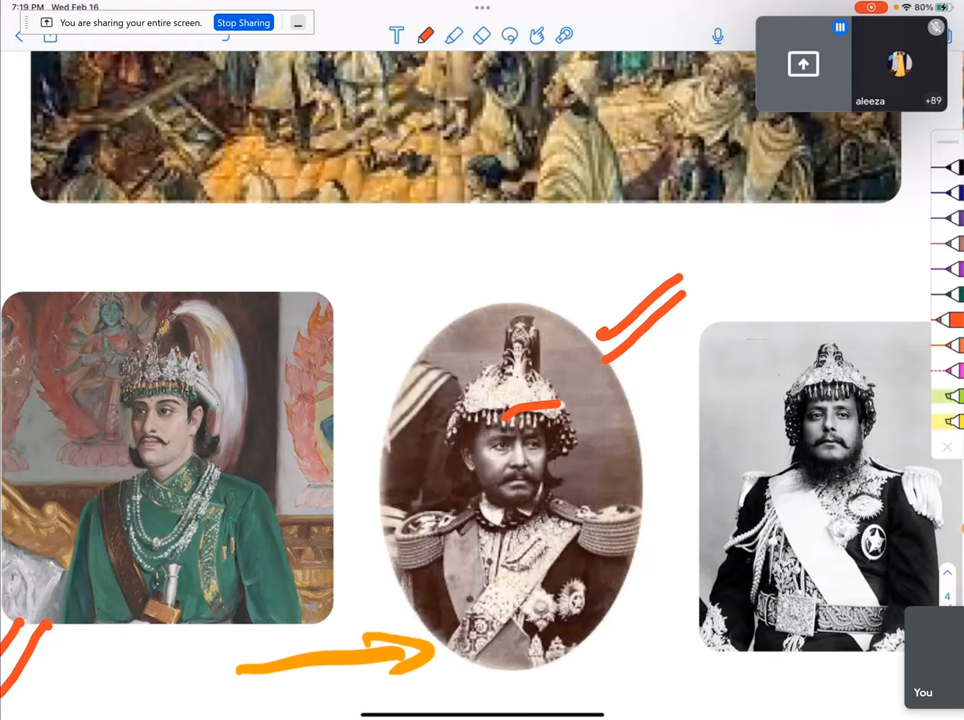 7:19 PM Wed Feb 16
You are sharing your entire screen.
Stop Sharing
80%
T
aleeza
+89
4
You